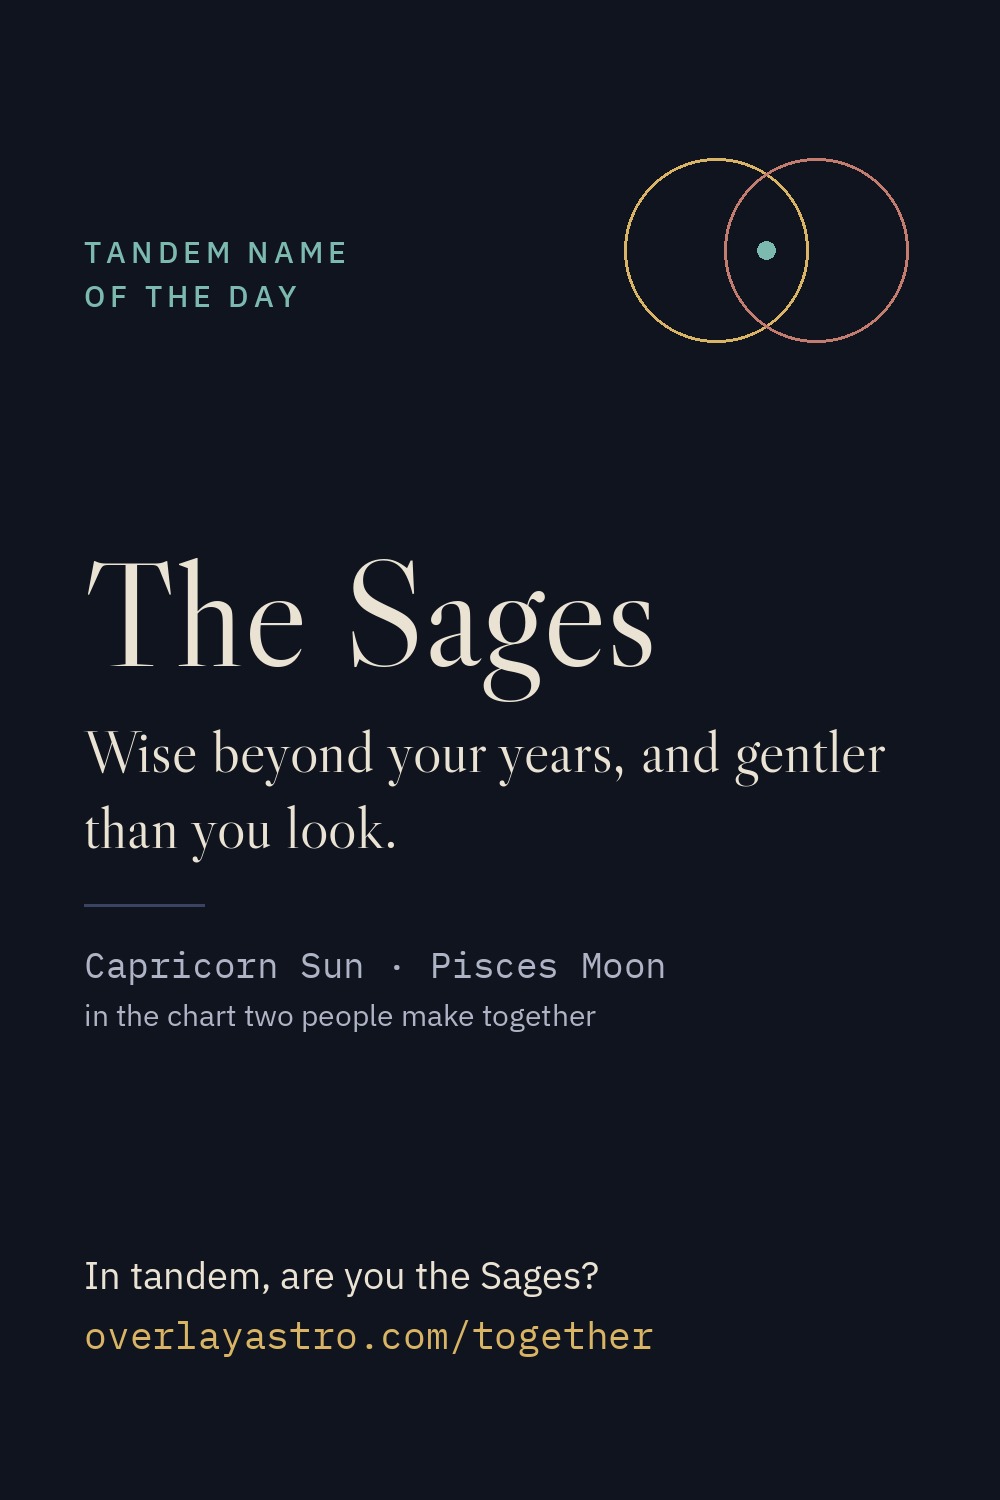 TANDEM NAME
OF THE DAY
The Sages
Wise beyond your years, and gentler
than you look.
Capricorn Sun · Pisces Moon
in the chart two people make together
In tandem, are you the Sages?
overlayastro.com/together